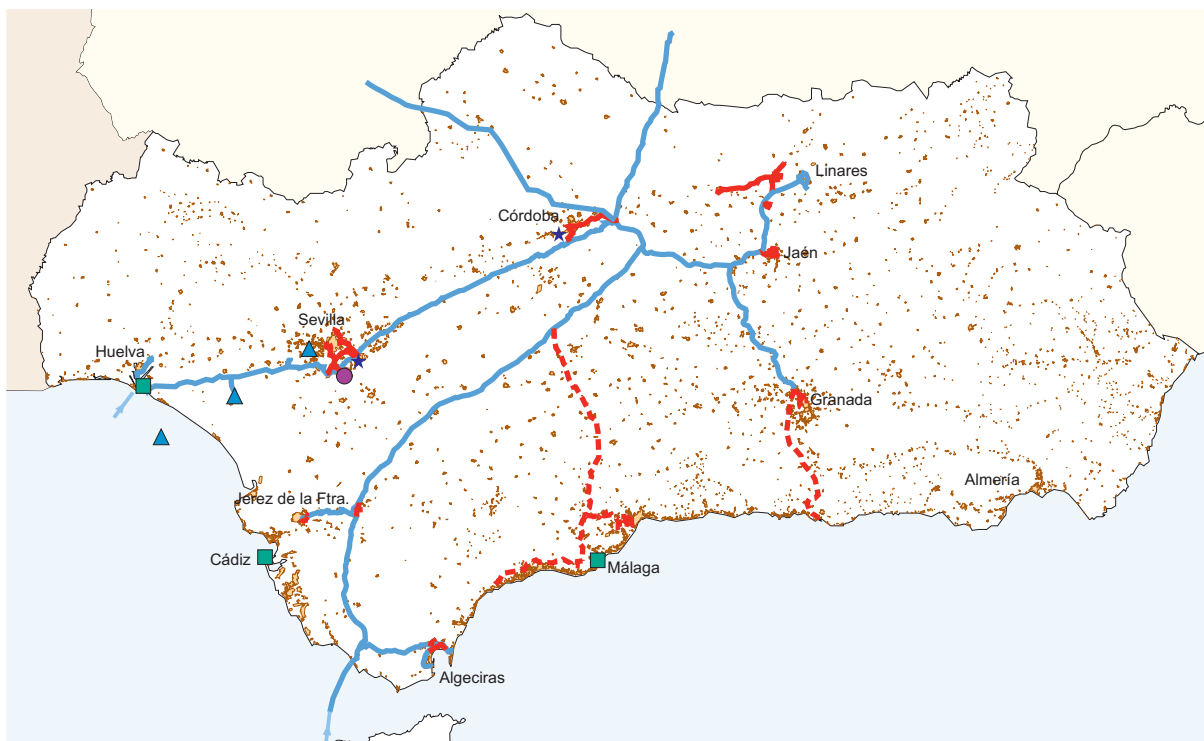 Linares
Córdoba
Jaén
Sevilla
Huelva
Granada
Almería
Jerez de la Ftra.
Cádiz
Málaga
Algeciras